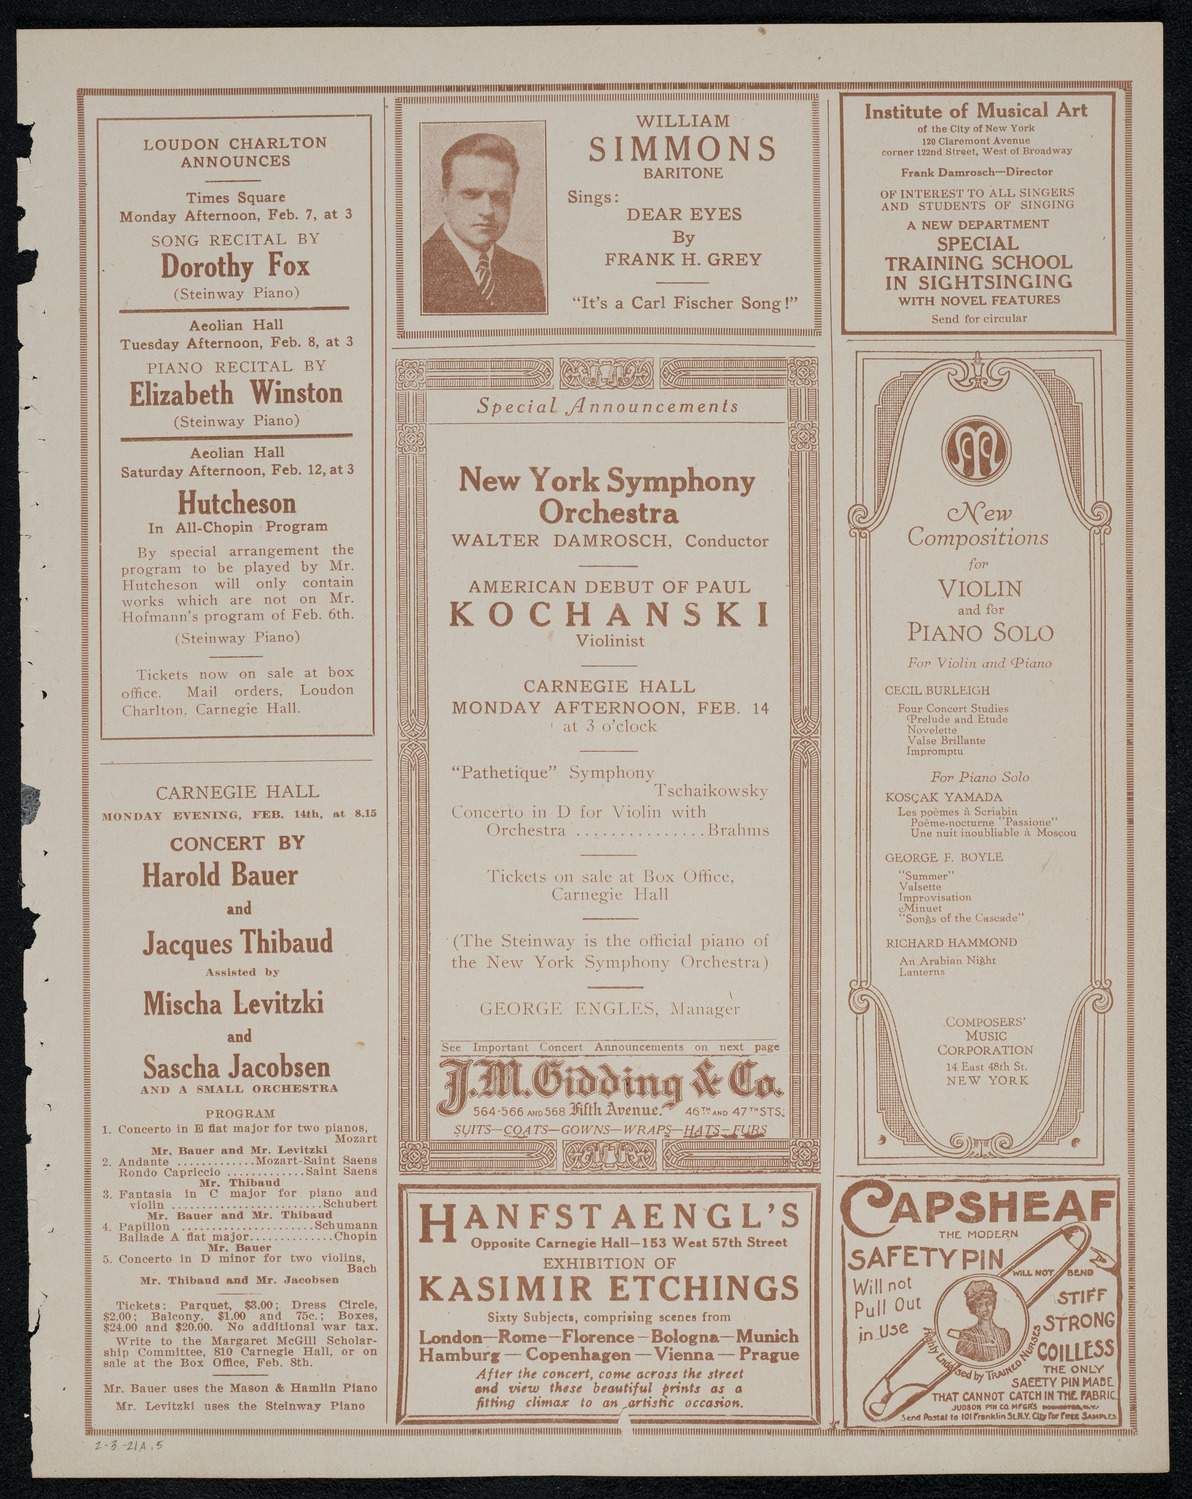 LOUDON CHARLTON
ANNOUNCES
Times Square
Monday Afternoon, Feb. 7, at 3
SONG RECITAL BY
Dorothy Fox
(Steinway Piano)
Aeolian Hall
Tuesday Afternoon, Feb. 8, at 3
PIANO RECITAL BY
Elizabeth Winston
(Steinway Piano)
Aeolian Hall
Saturday Afternoon, Feb. 12, at 3
Hutcheson
In All-Chopin Program
By special arrangement the
program to be played by Mr.
Hutcheson will only contain
works which are not on Mr.
Hofmann's program of Feb. 6th.
(Steinway Piano)
Tickets now on sale at box
office. Mail orders, Loudon
Charlton, Carnegie Hall.
CARNEGIE HALL
MONDAY EVENING, FEB. 14th, at 8.15
CONCERT BY
Harold Bauer
and
Jacques Thibaud
Assisted by
Mischa Levitzki
and
Sascha Jacobsen
AND A SMALL ORCHESTRA
PROGRAM
1. Concerto in E flat major for two pianos,
Mozart
Mr. Bauer and Mr. Levitzki
2. Andante .............Mozart-Saint Saens
Rondo Capriccio .............Saint Saens
Mr. Thibaud
3. Fantasia in C major for piano and
violin ........................Schubert
Mr. Bauer and Mr. Thibaud
4. Papillon ......................Schumann
Ballade A flat major..............Chopin
Mr. Bauer
5. Concerto in D minor for two violins,
Bach
Mr. Thibaud and Mr. Jacobsen
Tickets: Parquet, $3.00; Dress Circle,
$2.00; Balcony, $1.00 and 75c.; Boxes,
$24.00 and $20.00. No additional war tax.
Write to the Margaret McGill Scholar-
ship Committee, 810 Carnegie Hall, or on
sale at the Box Office, Feb. 8th.
Mr. Bauer uses the Mason & Hamlin Piano
Mr. Levitzki uses the Steinway Piano
2-3-21A.5
WILLIAM
SIMMONS
BARITONE
Sings:
DEAR EYES
By
FRANK H. GREY
"It's a Carl Fischer Song!"
Special Announcements
New York Symphony
Orchestra
WALTER DAMROSCH, Conductor
AMERICAN DEBUT OF PAUL
KOCHANSKI
Violinist
CARNEGIE HALL
MONDAY AFTERNOON, FEB. 14
at 3 o'clock
"Pathetique" Symphony
Tschaikowsky
Concerto in D for Violin with
Orchestra ...............Brahms
Tickets on sale at Box Office,
Carnegie Hall
(The Steinway is the official piano of
the New York Symphony Orchestra)
GEORGE ENGLES, Manager
See Important Concert Announcements on next page
J.M. Gidding & Co.
564-566 AND 568 Fifth Avenue. 46TH AND 47TH STS.
SUITS—COATS—GOWNS—WRAPS—HATS—FURS
HANFSTAENGL'S
Opposite Carnegie Hall—153 West 57th Street
EXHIBITION OF
KASIMIR ETCHINGS
Sixty Subjects, comprising scenes from
London—Rome—Florence—Bologna—Munich
Hamburg—Copenhagen—Vienna—Prague
After the concert, come across the street
and view these beautiful prints as a
fitting climax to an artistic occasion.
Institute of Musical Art
of the City of New York
120 Claremont Avenue
corner 122nd Street, West of Broadway
Frank Damrosch—Director
OF INTEREST TO ALL SINGERS
AND STUDENTS OF SINGING
A NEW DEPARTMENT
SPECIAL
TRAINING SCHOOL
IN SIGHTSINGING
WITH NOVEL FEATURES
Send for circular
New
Compositions
for
VIOLIN
and for
PIANO SOLO
For Violin and Piano
CECIL BURLEIGH
Four Concert Studies
Prelude and Etude
Novelette
Valse Brillante
Impromptu
For Piano Solo
KOSÇAK YAMADA
Les poèmes à Scriabin
Poème-nocturne "Passione"
Une nuit inoubliable à Moscou
GEORGE F. BOYLE
"Summer"
Valsette
Improvisation
Minuet
"Songs of the Cascade"
RICHARD HAMMOND
An Arabian Night
Lanterns
COMPOSERS'
MUSIC
CORPORATION
14 East 48th St.
NEW YORK
CAPSHEAF
THE MODERN
SAFETY PIN
WILL NOT BEND
Will not
Pull Out
in Use
STIFF
STRONG
COILLESS
Highly Endorsed by TRAINED NURSES
THE ONLY
SAFETY PIN MADE
THAT CANNOT CATCH IN THE FABRIC.
JUDSON PIN CO. MFGR'S ROCHESTER, N.Y.
Send Postal to 101 Franklin St. N.Y. City for FREE SAMPLES.